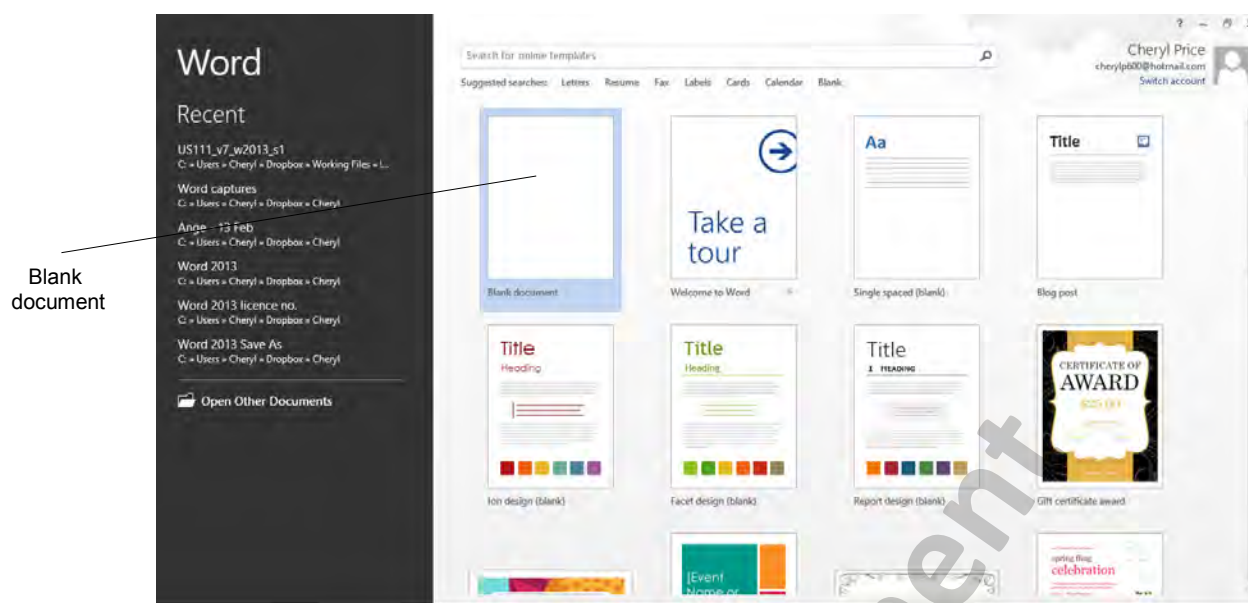 Word
Recent
US111_v7_w2013_s1
C: » Users » Cheryl » Dropbox » Working Files » I...
Word captures
C: » Users » Cheryl » Dropbox » Cheryl
Ange - 13 Feb
C: » Users » Cheryl » Dropbox » Cheryl
Word 2013
C: » Users » Cheryl » Dropbox » Cheryl
Word 2013 licence no.
C: » Users » Cheryl » Dropbox » Cheryl
Word 2013 Save As
C: » Users » Cheryl » Dropbox » Cheryl
Open Other Documents
Blank
document
?
Search for online templates
Suggested searches: Letters Resume Fax Labels Cards Calendar Blank
Cheryl Price
cherylp600@hotmail.com
Switch account
Take a
tour
Aa
Title
Blank document
Welcome to Word
Single spaced (blank)
Blog post
Title
Heading
Title
Heading
Title
1 HEADING
CERTIFICATE OF
AWARD
$25.00
Ion design (blank)
Facet design (blank)
Report design (blank)
Gift certificate award
[Event
Name or
spring fling
celebration
ent